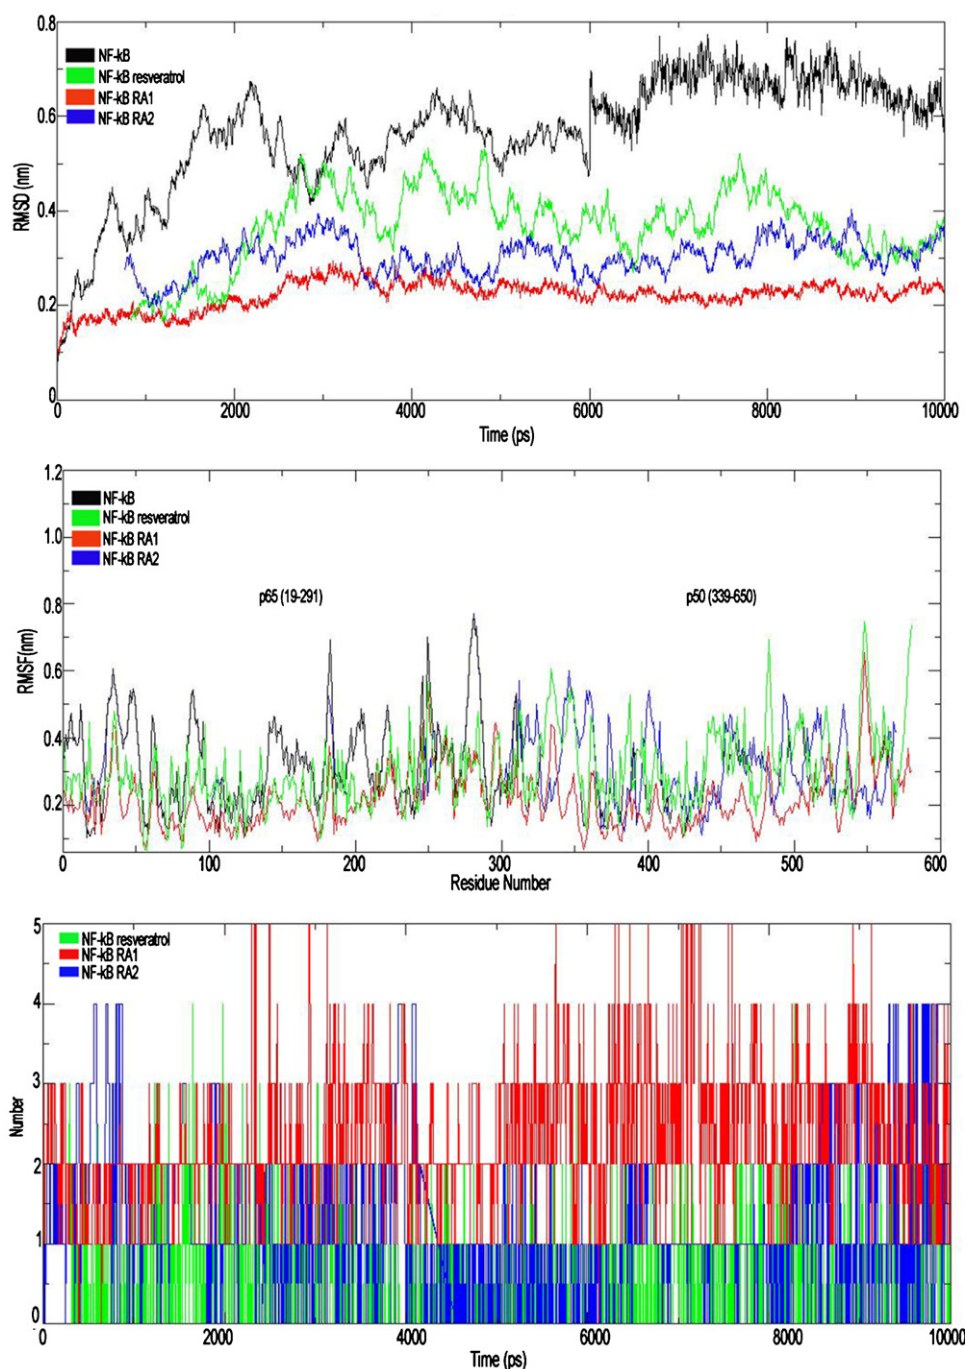 0.8
NF-kB
NF-kB resveratrol
NF-kB RA1
NF-kB RA2
0.6
0.4
0.2
0
RMSD (nm)
0 2000 4000 6000 8000 10000
Time (ps)
1.2
NF-kB
NF-kB resveratrol
NF-kB RA1
NF-kB RA2
1.0
0.8
p65 (19-291) p50 (339-650)
0.6
0.4
0.2
RMSF(nm)
0 100 200 300 400 500 600
Residue Number
5
NF-kB resveratrol
NF-kB RA1
NF-kB RA2
4
3
2
1
0
Number
0 2000 4000 6000 8000 10000
Time (ps)